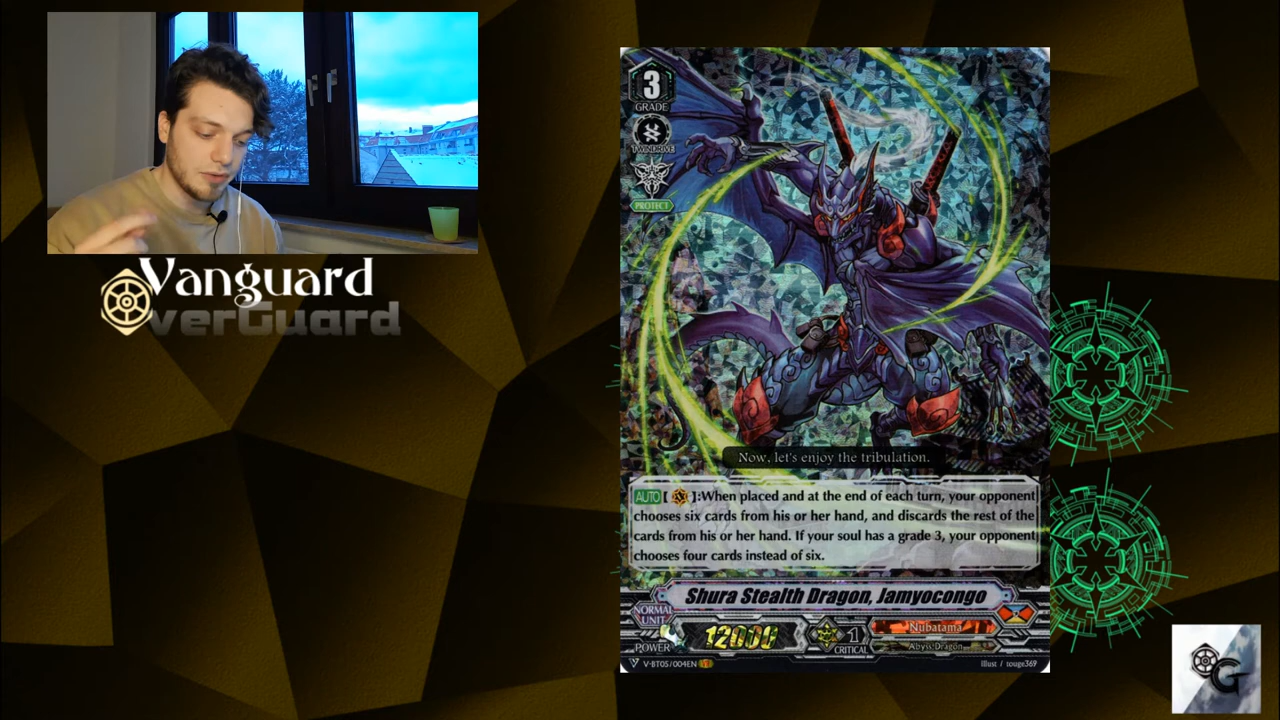 Vanguard
verGuard
3
GRADE
TWINDRIVE
PROTECT
Now, let's enjoy the tribulation.
AUTO [ ]:When placed and at the end of each turn, your opponent
chooses six cards from his or her hand, and discards the rest of the
cards from his or her hand. If your soul has a grade 3, your opponent
chooses four cards instead of six.
Shura Stealth Dragon, Jamyocongo
NORMAL
UNIT
POWER
12000
1
CRITICAL
Nubatama
Abyss Dragon
V-BT05/004EN
Illust / touge369
G